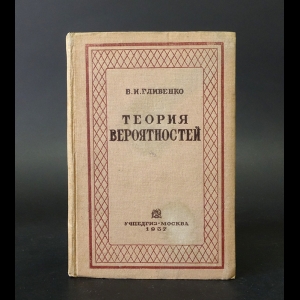 В. И. ГЛИВЕНКО
ТЕОРИЯ
ВЕРОЯТНОСТЕЙ
УЧПЕДГИЗ-МОСКВА
1937